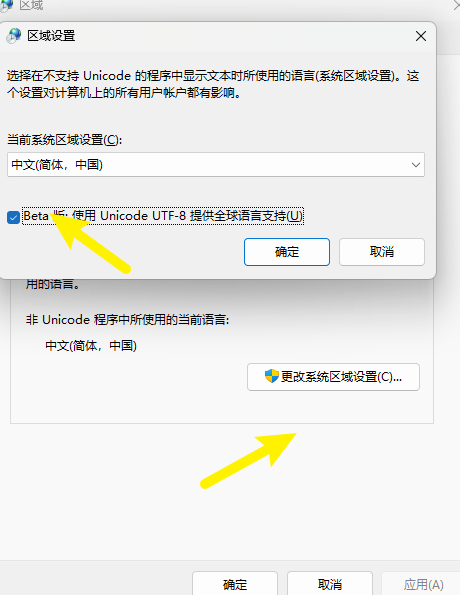 区域
区域设置
选择在不支持 Unicode 的程序中显示文本时所使用的语言(系统区域设置)。这
个设置对计算机上的所有用户帐户都有影响。
当前系统区域设置(C):
中文(简体，中国)
Beta 版: 使用 Unicode UTF-8 提供全球语言支持(U)
确定
取消
用的语言。
非 Unicode 程序中所使用的当前语言:
中文(简体，中国)
更改系统区域设置(C)...
确定
取消
应用(A)